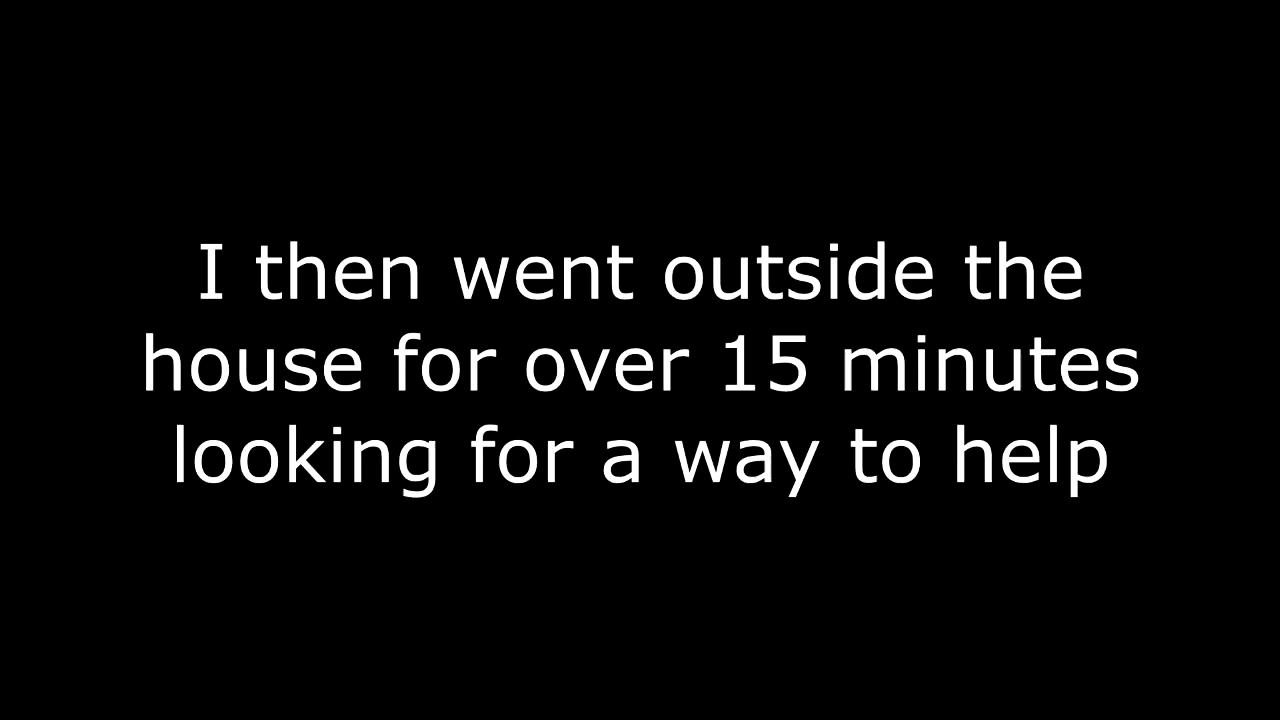 I then went outside the
house for over 15 minutes
looking for a way to help